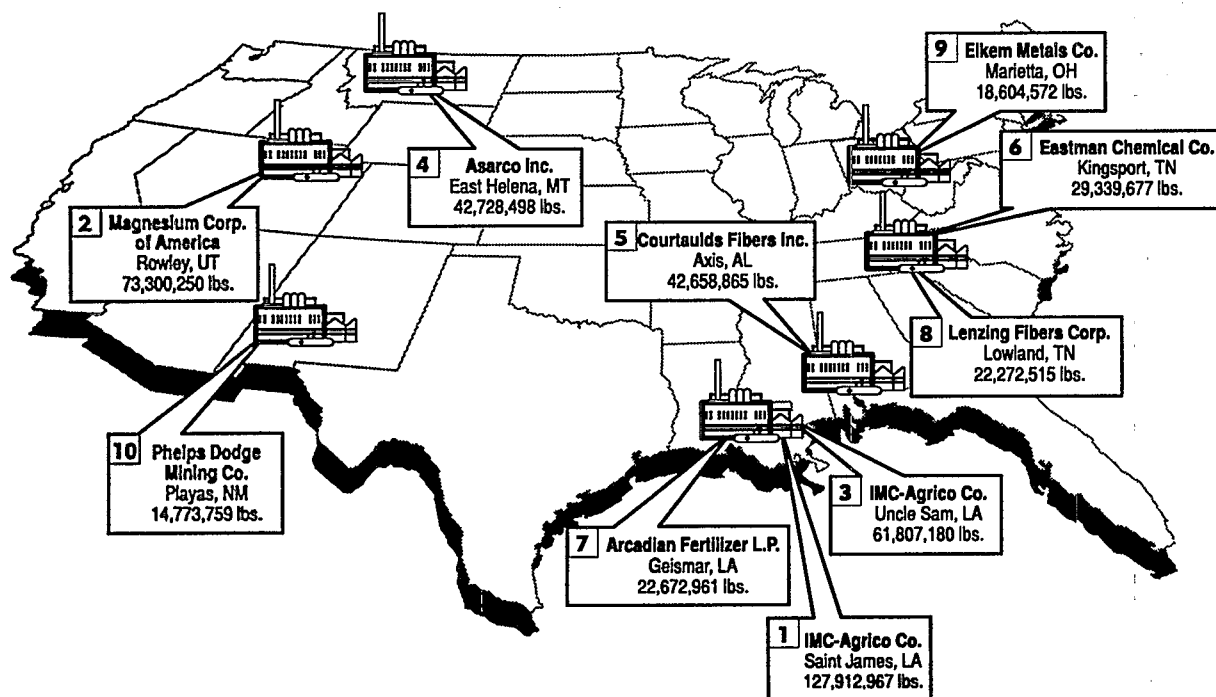 9
Elkem Metals Co.
Marietta, OH
18,604,572 lbs.
6
Eastman Chemical Co.
Kingsport, TN
29,339,677 lbs.
4
Asarco Inc.
East Helena, MT
42,728,498 lbs.
2
Magnesium Corp.
of America
Rowley, UT
73,300,250 lbs.
5
Courtaulds Fibers Inc.
Axis, AL
42,658,865 lbs.
8
Lenzing Fibers Corp.
Lowland, TN
22,272,515 lbs.
10
Phelps Dodge
Mining Co.
Playas, NM
14,773,759 lbs.
3
IMC-Agrico Co.
Uncle Sam, LA
61,807,180 lbs.
7
Arcadian Fertilizer L.P.
Geismar, LA
22,672,961 lbs.
1
IMC-Agrico Co.
Saint James, LA
127,912,967 lbs.